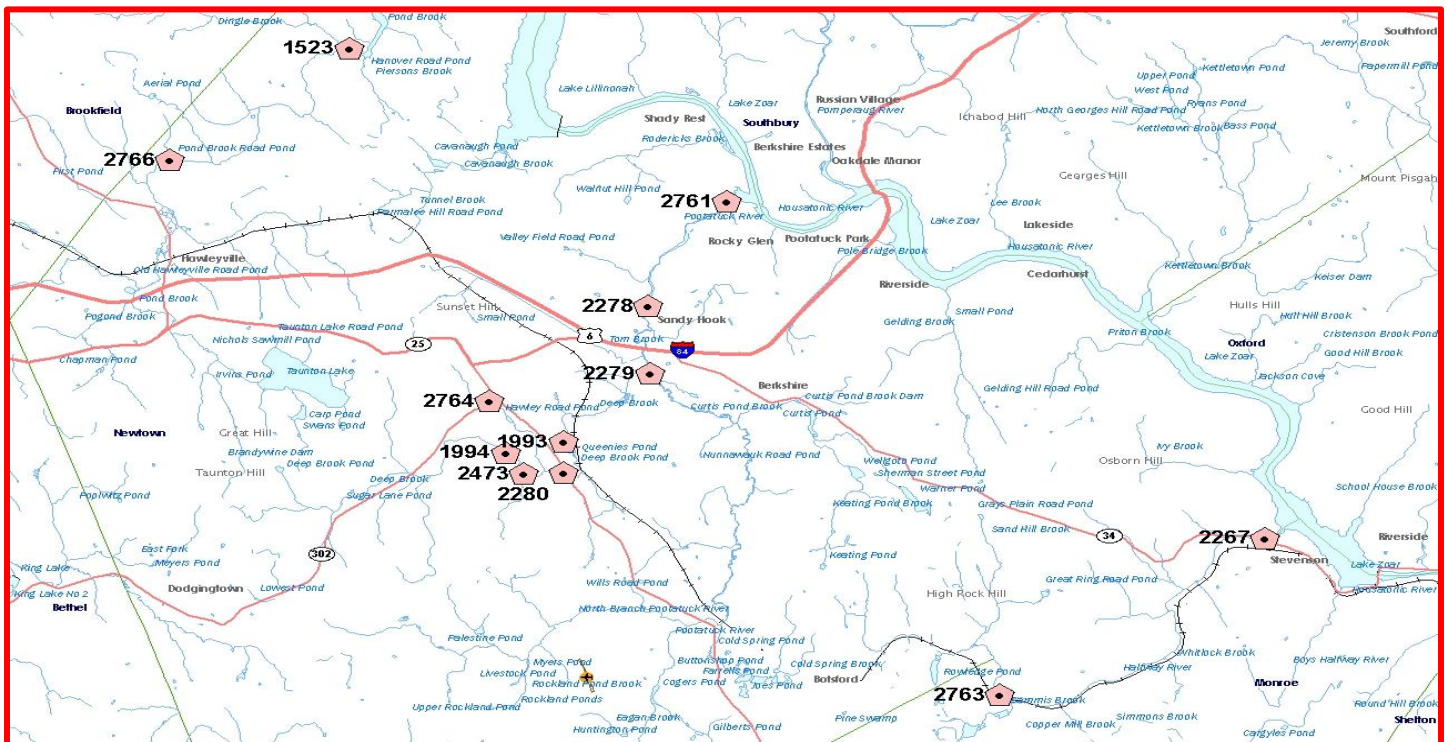 Dingle Brook
Pond Brook
1523
Hanover Road Pond
Piersons Brook
Aerial Pond
Brookfield
2766
Pond Brook Road Pond
First Pond
Lake Lillinonah
Lake Zoar
Shady Rest
Southbury
Rodericks Brook
Cavanaugh Pond
Cavanaugh Brook
Berkshire Estates
Russian Village
Pomperaug River
Oakdale Manor
Southford
Jeremy Brook
Papermill Pond
Kettletown Pond
Upper Pond
West Pond
Ryans Pond
North Georges Hill Road Pond
Kettletown Brook
Bass Pond
Ichabod Hill
Georges Hill
Mount Pisgah
Tunnel Brook
Parmalee Hill Road Pond
Walnut Hill Pond
2761
Pootatuck River
Housatonic River
Valley Field Road Pond
Rocky Glen
Pootatuck Park
Pole Bridge Brook
Lake Zoar
Lee Brook
Lakeside
Housatonic River
Cedarhurst
Kettletown Brook
Keiser Dam
Hawleyville
Old Hawleyville Road Pond
Pond Brook
Pogond Brook
Sunset Hill
Small Pond
2278
Sandy Hook
Riverside
Small Pond
Gelding Brook
Hulls Hill
Hull Hill Brook
Priton Brook
Cristenson Brook Pond
Oxford
Lake Zoar
Good Hill Brook
Jackson Cove
Taunton Lake Road Pond
Nichols Sawmill Pond
25
6
Tom Brook
84
Chapman Pond
Irvins Pond
Taunton Lake
2279
Berkshire
Gelding Hill Road Pond
2764
Hawley Road Pond
Deep Brook
Curtis Pond Brook
Curtis Pond Brook Dam
Curtis Pond
Good Hill
Carp Pond
Swans Pond
Newtown
Great Hill
Brandywine Dam
Deep Brook Pond
Taunton Hill
Deep Brook
Sugar Lane Pond
1993
1994
2473
2280
Queenies Pond
Deep Brook Pond
Nunnawauk Road Pond
Ivy Brook
Osborn Hill
Wellgoto Pond
Sherman Street Pond
Warner Pond
Keating Pond Brook
Grays Plain Road Pond
Sand Hill Brook
School House Brook
Poplwitz Pond
302
34
2267
Riverside
Stevenson
Lake Zoar
Housatonic River
East Fork
Meyers Pond
King Lake
King Lake No 2
Bethel
Dodgingtown
Lowest Pond
Keating Pond
Wills Road Pond
Great Ring Road Pond
High Rock Hill
North Branch Pootatuck River
Pootatuck River
Cold Spring Pond
Palestine Pond
Myers Pond
Livestock Pond
Rockland Pond Brook
Rockland Ponds
Upper Rockland Pond
Buttonshop Pond
Farrells Pond
Cogers Pond
Joes Pond
Cold Spring Brook
Botsford
Rowledge Pond
2763
Sammis Brook
Halfway River
Whitlock Brook
Boys Halfway River
Monroe
Eagan Brook
Huntington Pond
Gilberts Pond
Pine Swamp
Copper Mill Brook
Simmons Brook
Cargyles Pond
Round Hill Brook
Shelton